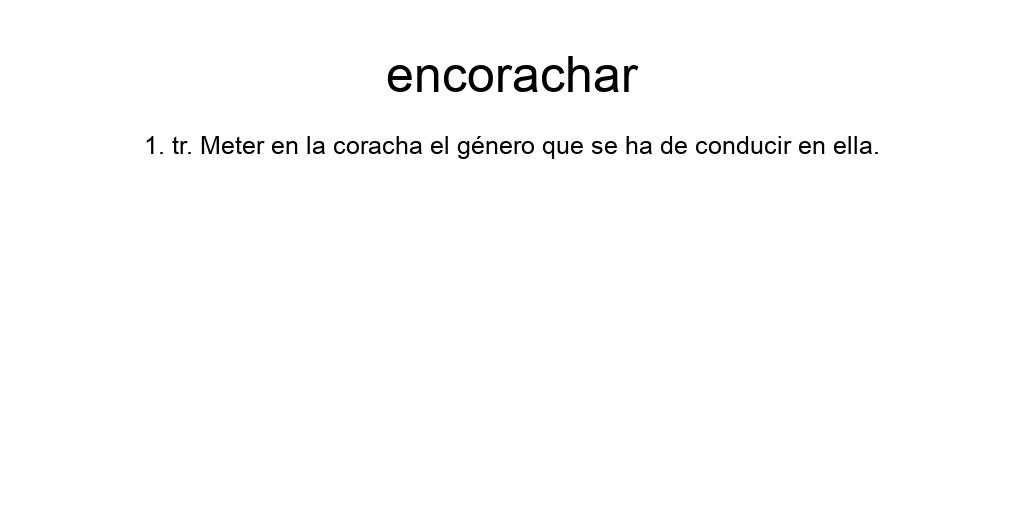 encorachar
1. tr. Meter en la coracha el género que se ha de conducir en ella.